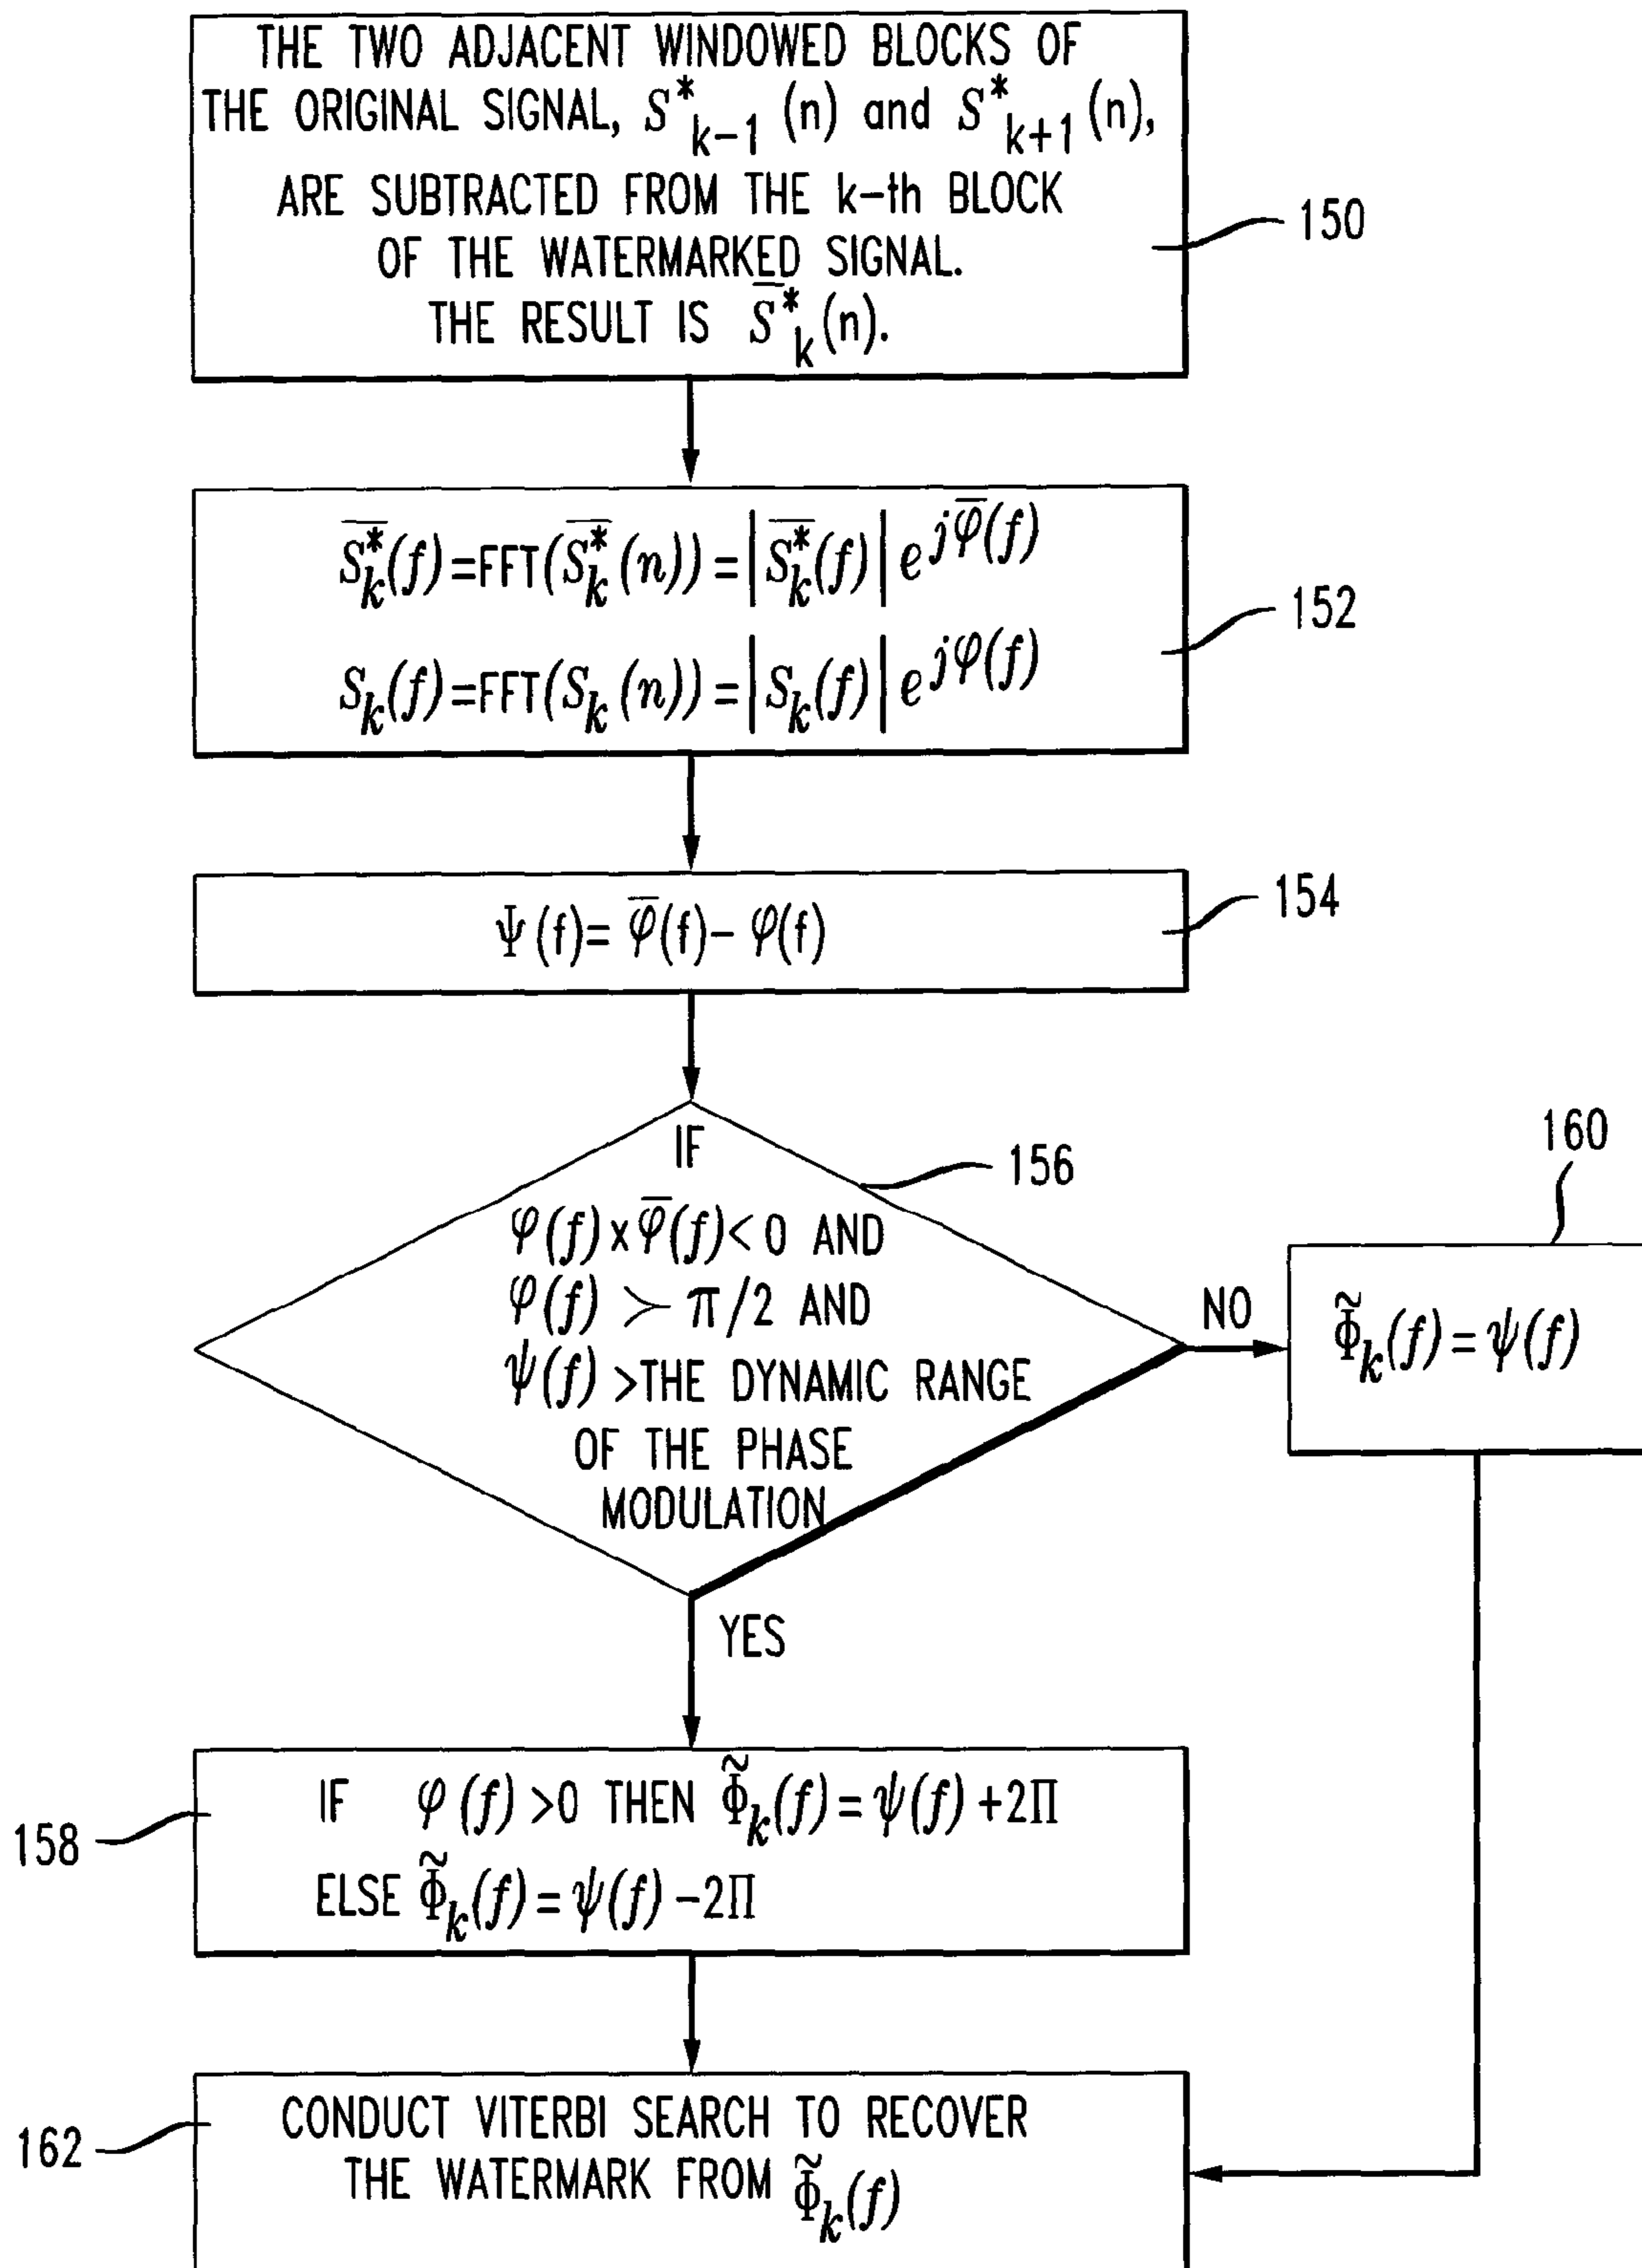 THE TWO ADJACENT WINDOWED BLOCKS OF
THE ORIGINAL SIGNAL, S*ₖ₋₁ (n) and S*ₖ₊₁ (n),
ARE SUBTRACTED FROM THE k-th BLOCK
OF THE WATERMARKED SIGNAL.
THE RESULT IS S̅*ₖ(n).
150
S̅*ₖ(f)=FFT(S̅*ₖ(n))=|S̅*ₖ(f)| e^jφ̅(f)
Sₖ(f)=FFT(Sₖ(n))=|Sₖ(f)| e^jφ(f)
152
Ψ(f)= φ̅(f)- φ(f)
154
IF
φ(f)xφ̅(f)< 0 AND
φ(f) ≻ π/2 AND
ψ(f) >THE DYNAMIC RANGE
OF THE PHASE
MODULATION
156
NO
160
Φ̃ₖ(f)=ψ(f)
YES
IF φ(f) >0 THEN Φ̃ₖ(f)=ψ(f)+2Π
ELSE Φ̃ₖ(f)=ψ(f)-2Π
158
CONDUCT VITERBI SEARCH TO RECOVER
THE WATERMARK FROM Φ̃ₖ(f)
162